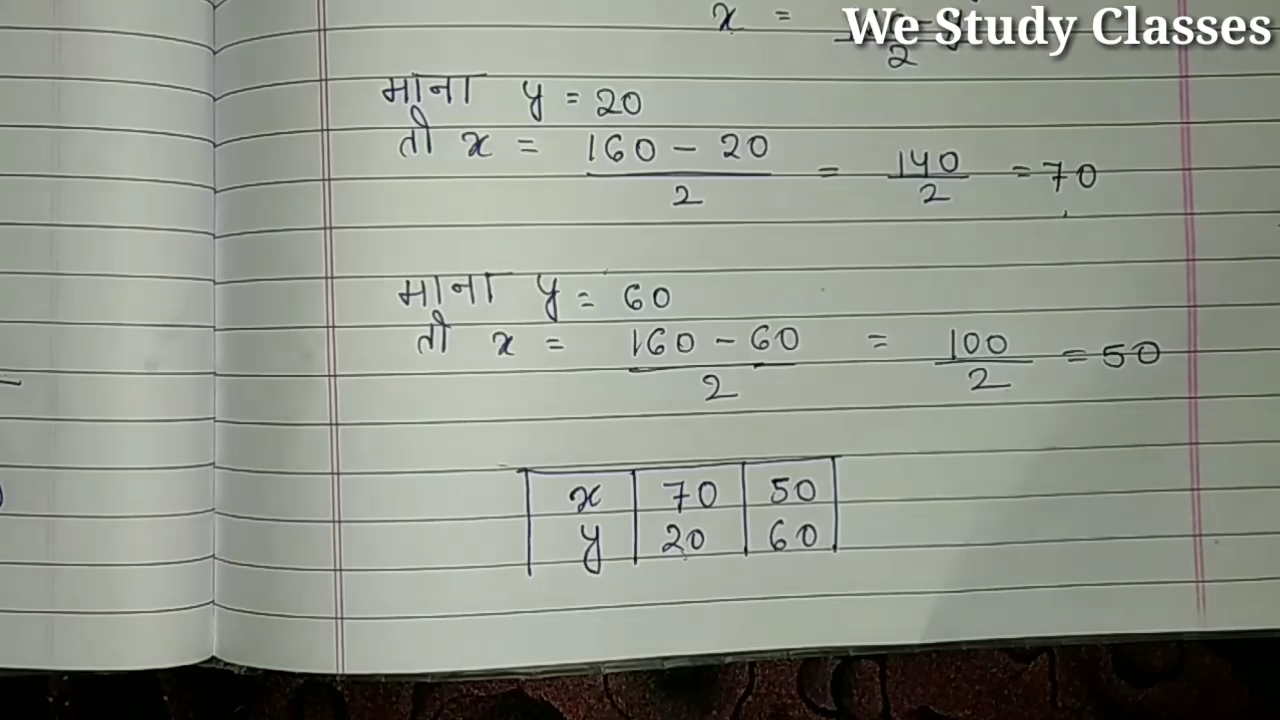 We Study Classes
x =
2
माना y = 20
तो x = 160 - 20 / 2 = 140 / 2 = 70
माना y = 60
तो x = 160 - 60 / 2 = 100 / 2 = 50
x 70 50
y 20 60